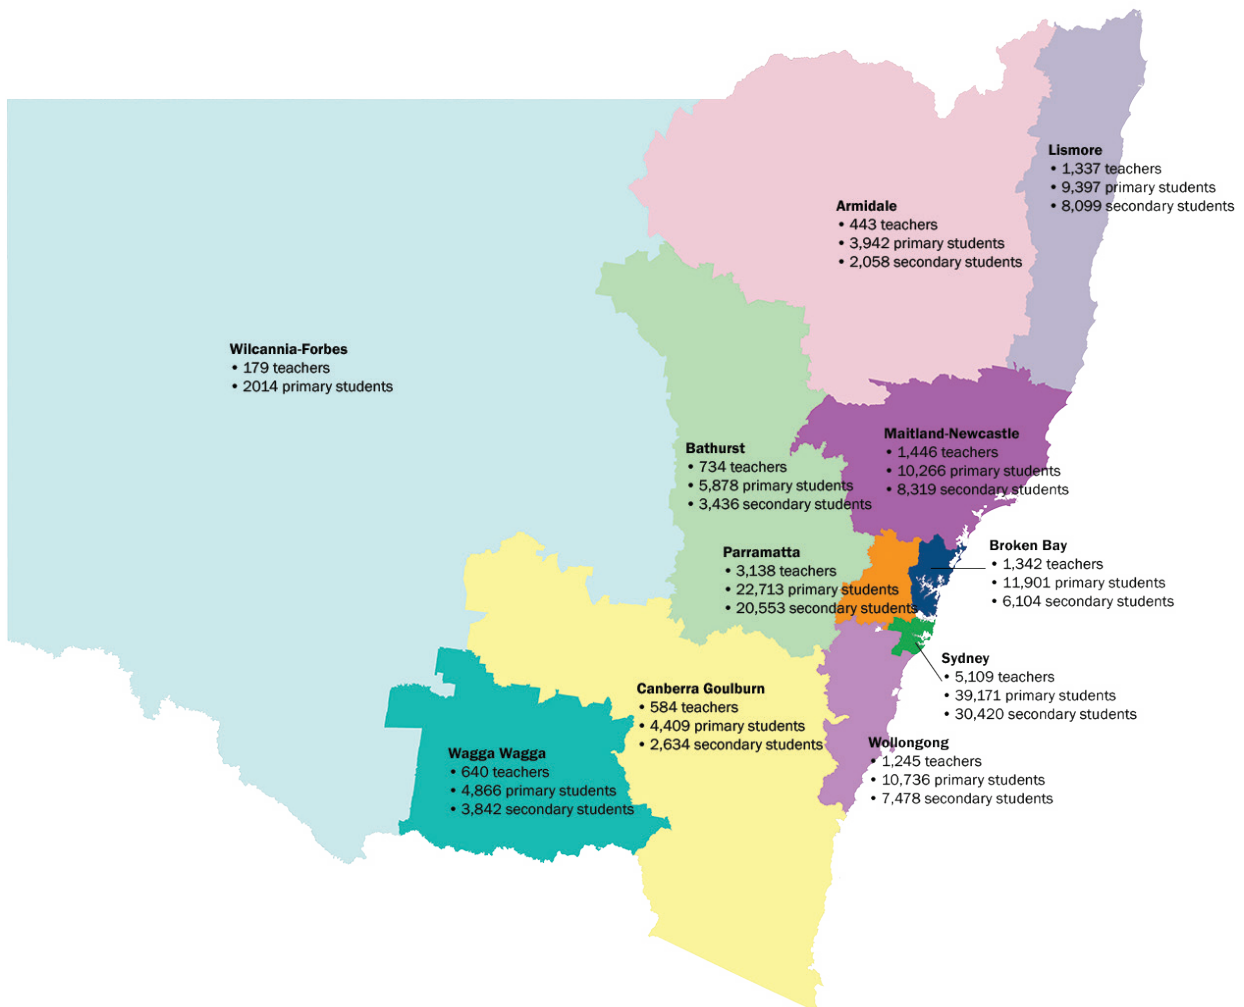 Lismore
• 1,337 teachers
• 9,397 primary students
• 8,099 secondary students
Armidale
• 443 teachers
• 3,942 primary students
• 2,058 secondary students
Wilcannia-Forbes
• 179 teachers
• 2014 primary students
Maitland-Newcastle
• 1,446 teachers
• 10,266 primary students
• 8,319 secondary students
Bathurst
• 734 teachers
• 5,878 primary students
• 3,436 secondary students
Broken Bay
• 1,342 teachers
• 11,901 primary students
• 6,104 secondary students
Parramatta
• 3,138 teachers
• 22,713 primary students
• 20,553 secondary students
Sydney
• 5,109 teachers
• 39,171 primary students
• 30,420 secondary students
Canberra Goulburn
• 584 teachers
• 4,409 primary students
• 2,634 secondary students
Wollongong
• 1,245 teachers
• 10,736 primary students
• 7,478 secondary students
Wagga Wagga
• 640 teachers
• 4,866 primary students
• 3,842 secondary students